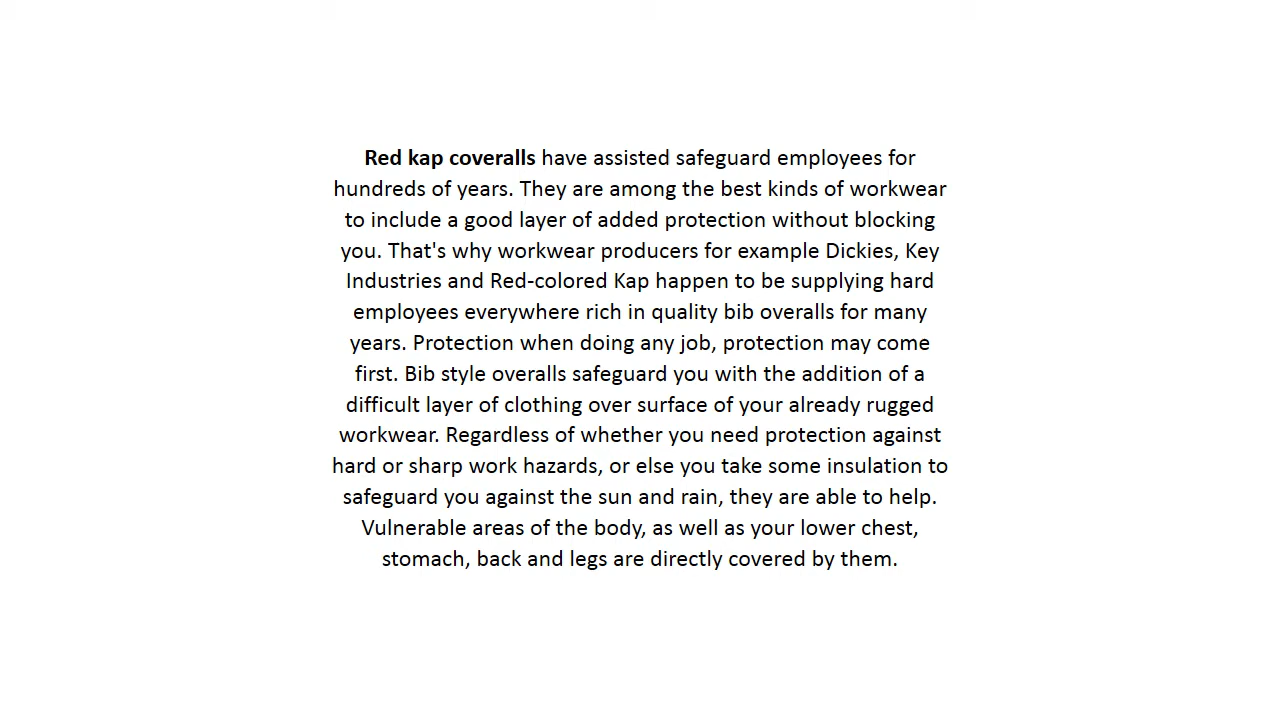 Red kap coveralls have assisted safeguard employees for
hundreds of years. They are among the best kinds of workwear
to include a good layer of added protection without blocking
you. That's why workwear producers for example Dickies, Key
Industries and Red-colored Kap happen to be supplying hard
employees everywhere rich in quality bib overalls for many
years. Protection when doing any job, protection may come
first. Bib style overalls safeguard you with the addition of a
difficult layer of clothing over surface of your already rugged
workwear. Regardless of whether you need protection against
hard or sharp work hazards, or else you take some insulation to
safeguard you against the sun and rain, they are able to help.
Vulnerable areas of the body, as well as your lower chest,
stomach, back and legs are directly covered by them.